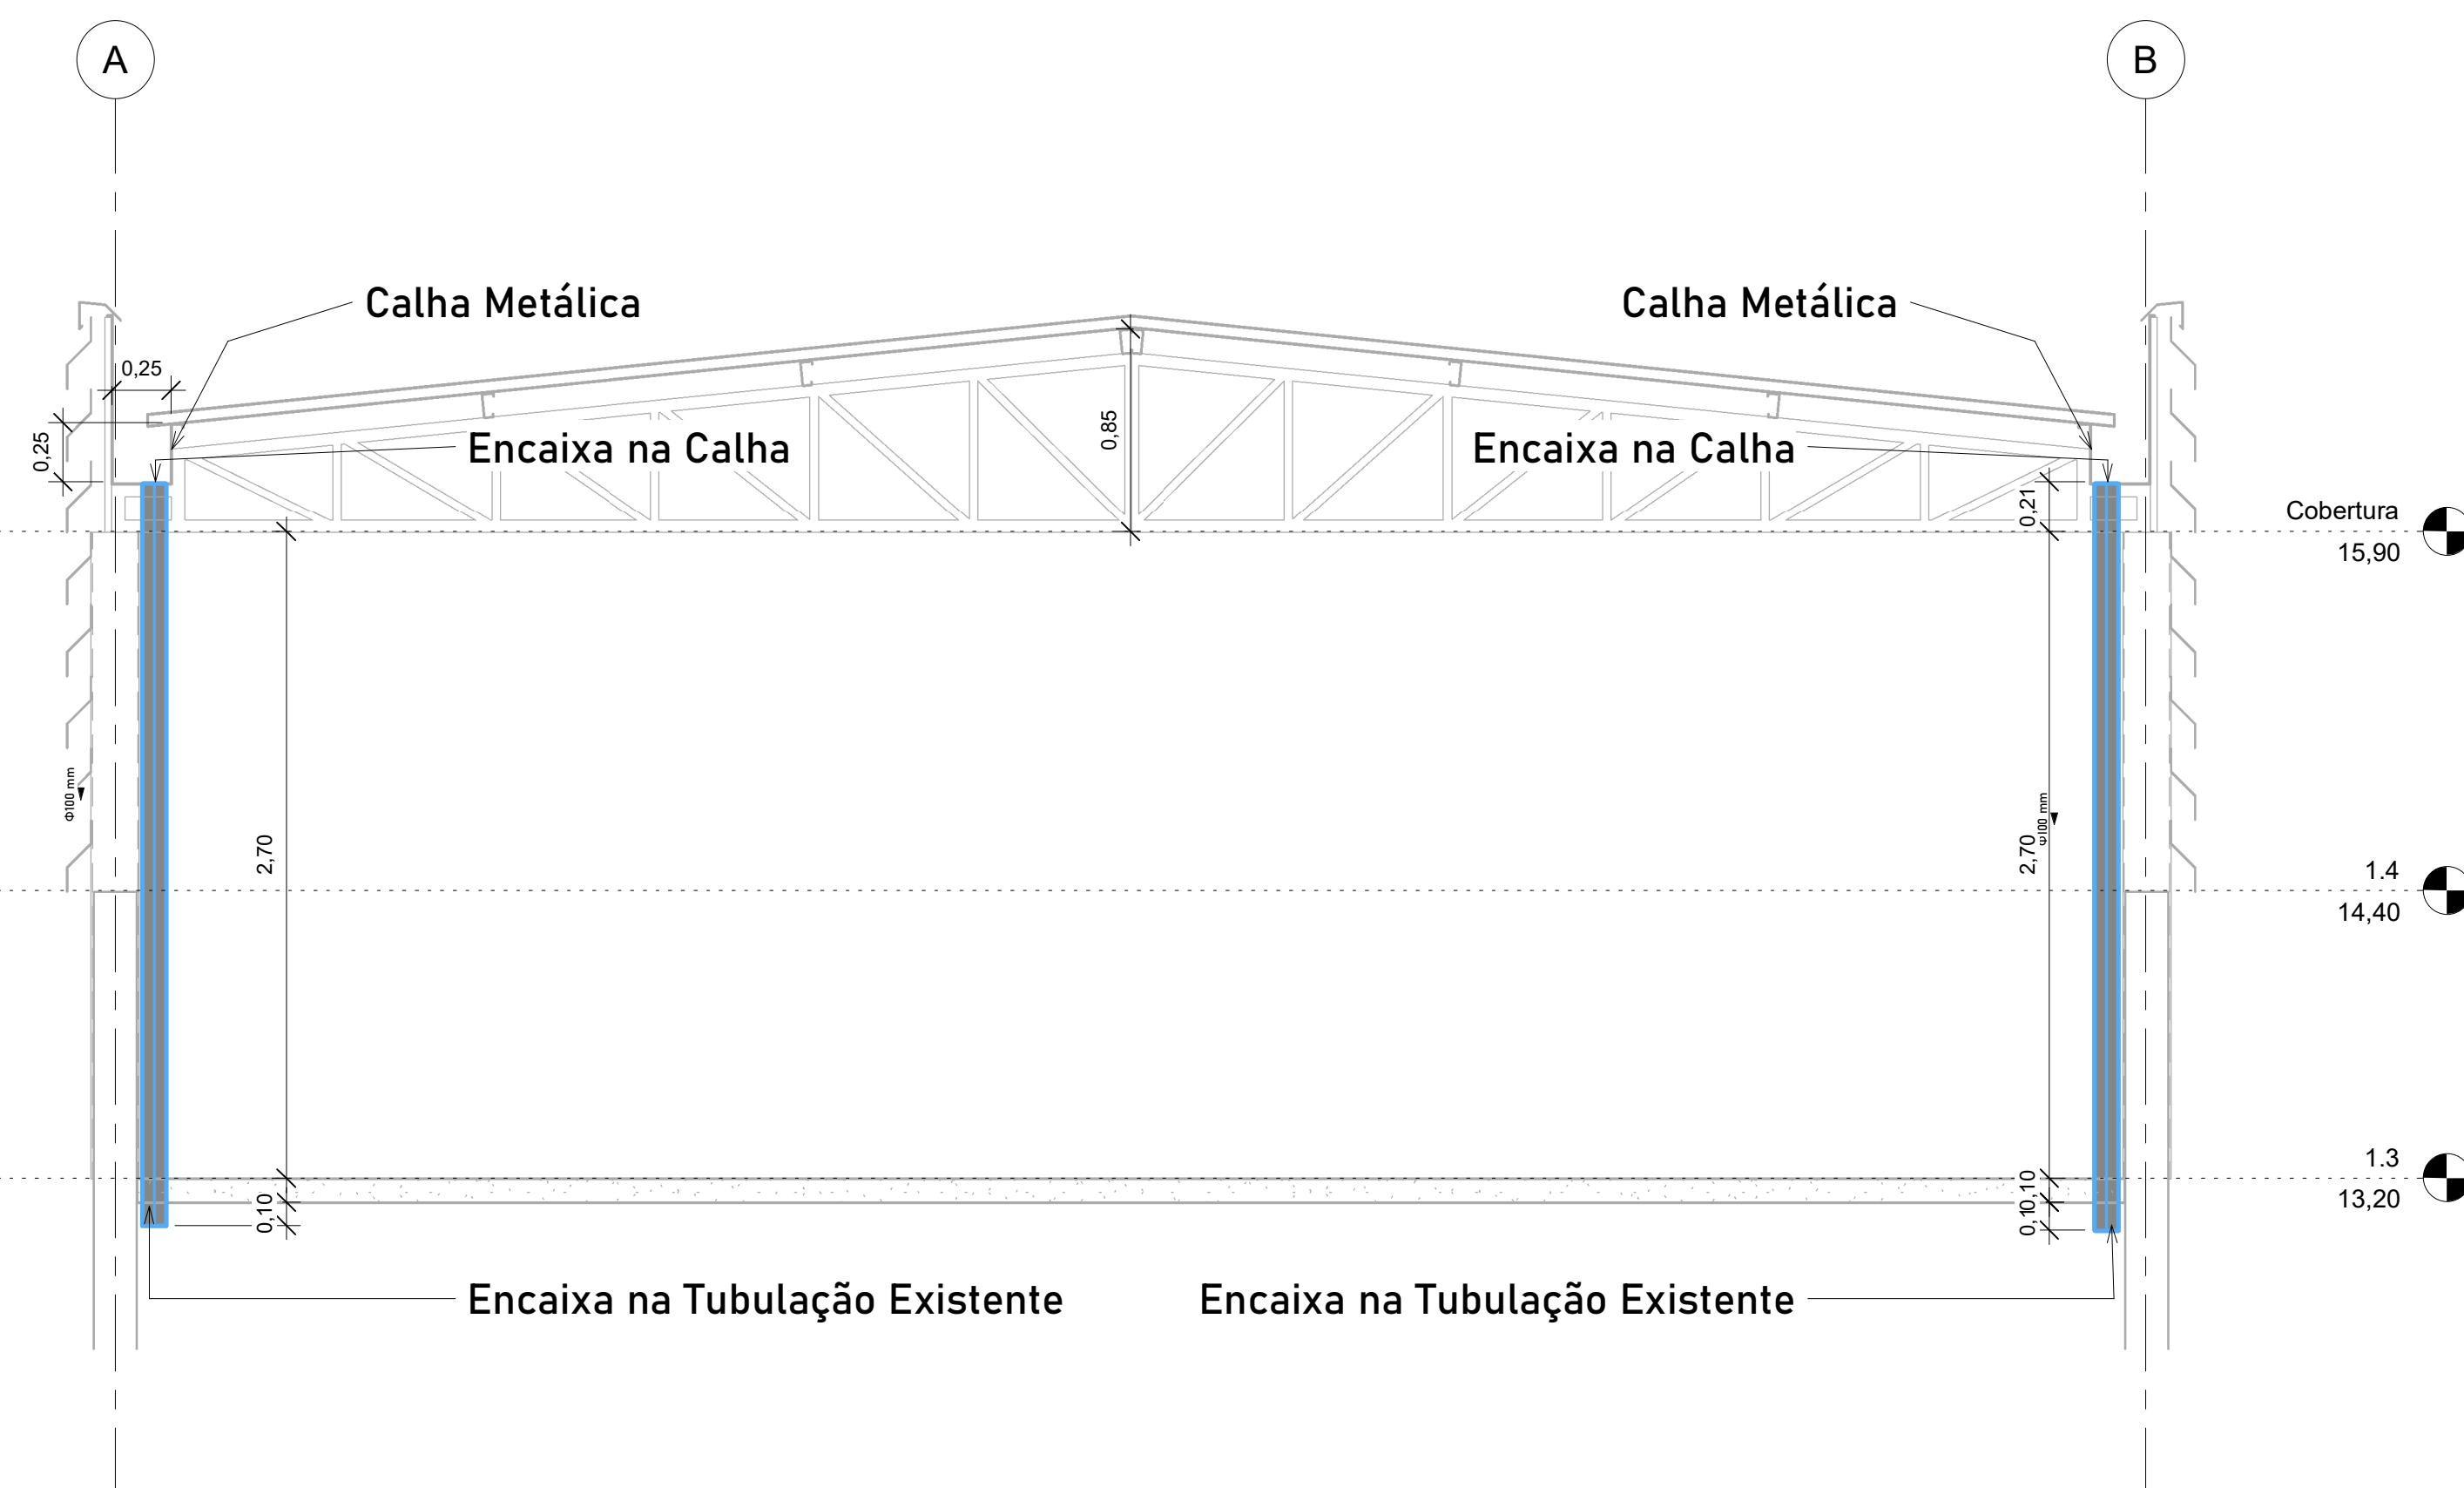 A
B
Calha Metálica
Calha Metálica
0,25
0,25
0,85
Encaixa na Calha
Encaixa na Calha
0,21
Cobertura
15,90
Φ100 mm
2,70
2,70
Φ100 mm
1.4
14,40
1.3
13,20
0,10
0,10
0,10
Encaixa na Tubulação Existente
Encaixa na Tubulação Existente